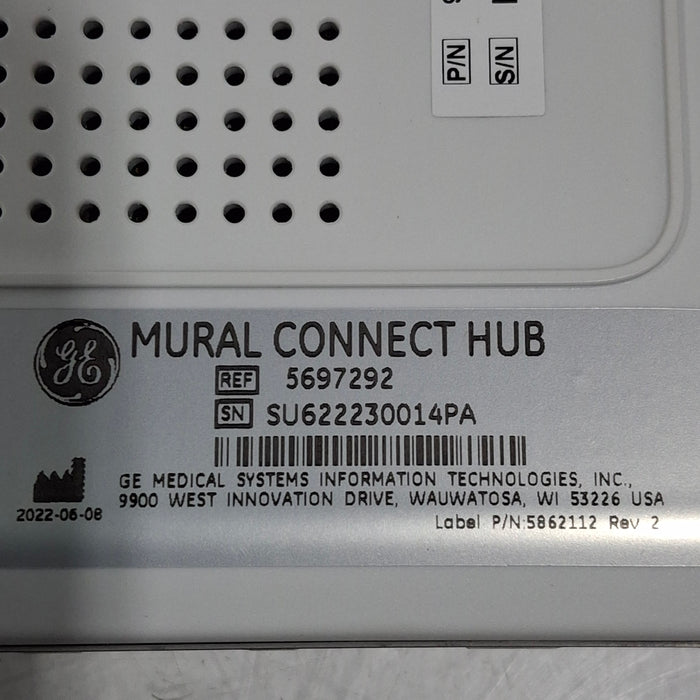 P/N
S/N
GE
MURAL CONNECT HUB
REF 5697292
SN SU622230014PA
GE MEDICAL SYSTEMS INFORMATION TECHNOLOGIES, INC.,
9900 WEST INNOVATION DRIVE, WAUWATOSA, WI 53226 USA
2022-06-08
Label P/N:5862112 Rev 2